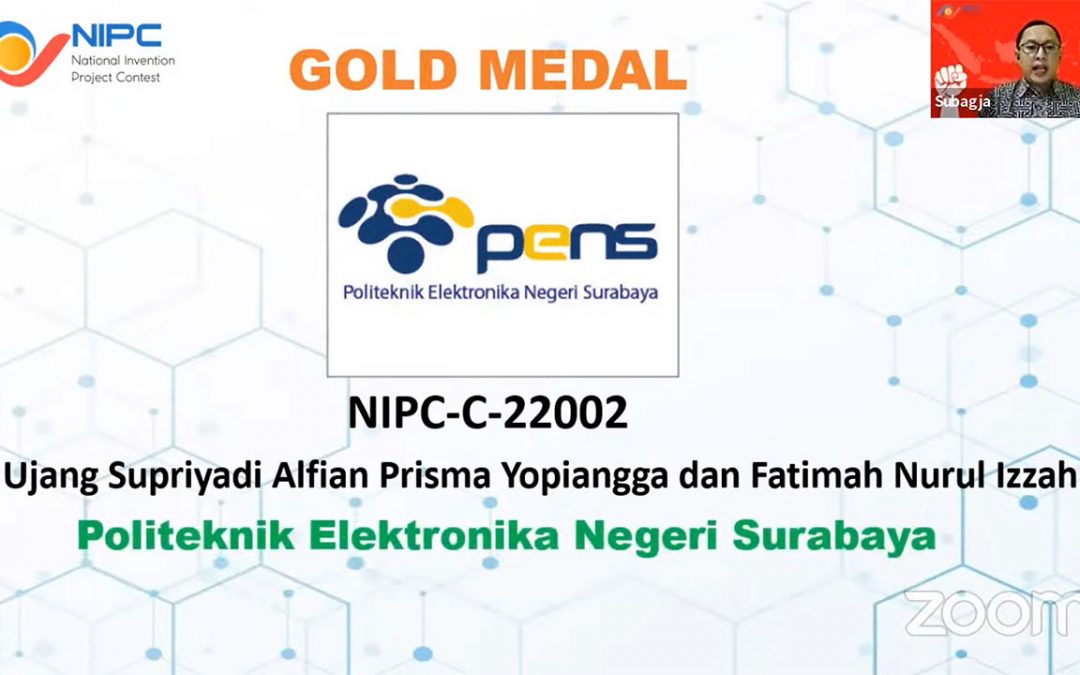 NIPC
National Invention
Project Contest
GOLD MEDAL
Subagja
pens
Politeknik Elektronika Negeri Surabaya
NIPC-C-22002
Ujang Supriyadi Alfian Prisma Yopiangga dan Fatimah Nurul Izzah
Politeknik Elektronika Negeri Surabaya
zoom